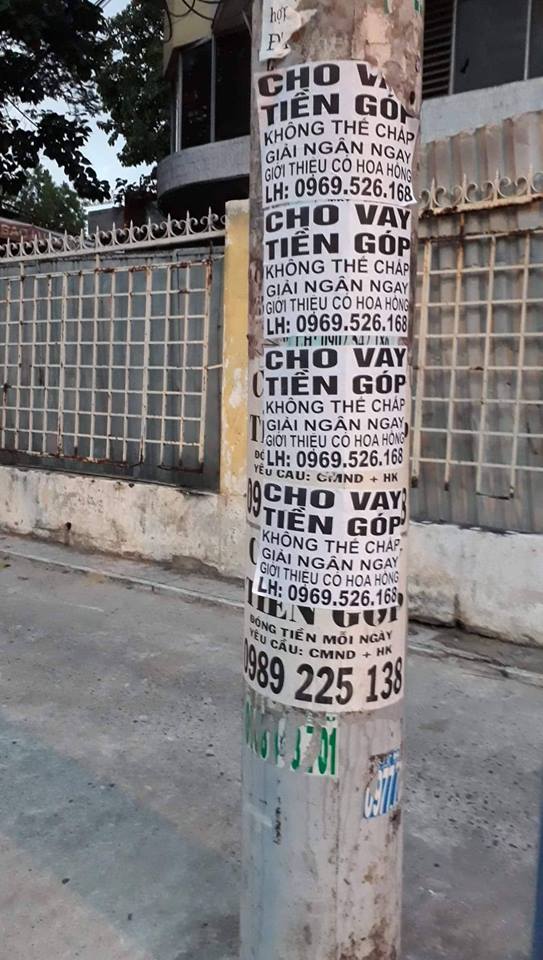 CHO VAY
TIỀN GÓP
KHÔNG THẾ CHẤP
GIẢI NGÂN NGAY
GIỚI THIỆU CÓ HOA HỒNG
LH: 0969.526.168
CHO VAY
TIỀN GÓP
KHÔNG THẾ CHẤP
GIẢI NGÂN NGAY
GIỚI THIỆU CÓ HOA HỒNG
LH: 0969.526.168
CHO VAY
TIỀN GÓP
KHÔNG THẾ CHẤP
GIẢI NGÂN NGAY
GIỚI THIỆU CÓ HOA HỒNG
LH: 0969.526.168
YÊU CẦU: CMND + HK
CHO VAY
TIỀN GÓP
KHÔNG THẾ CHẤP
GIẢI NGÂN NGAY
GIỚI THIỆU CÓ HOA HỒNG
LH: 0969.526.168
TIỀN GÓP
ĐÓNG TIỀN MỖI NGÀY
YÊU CẦU: CMND + HK
0989 225 138